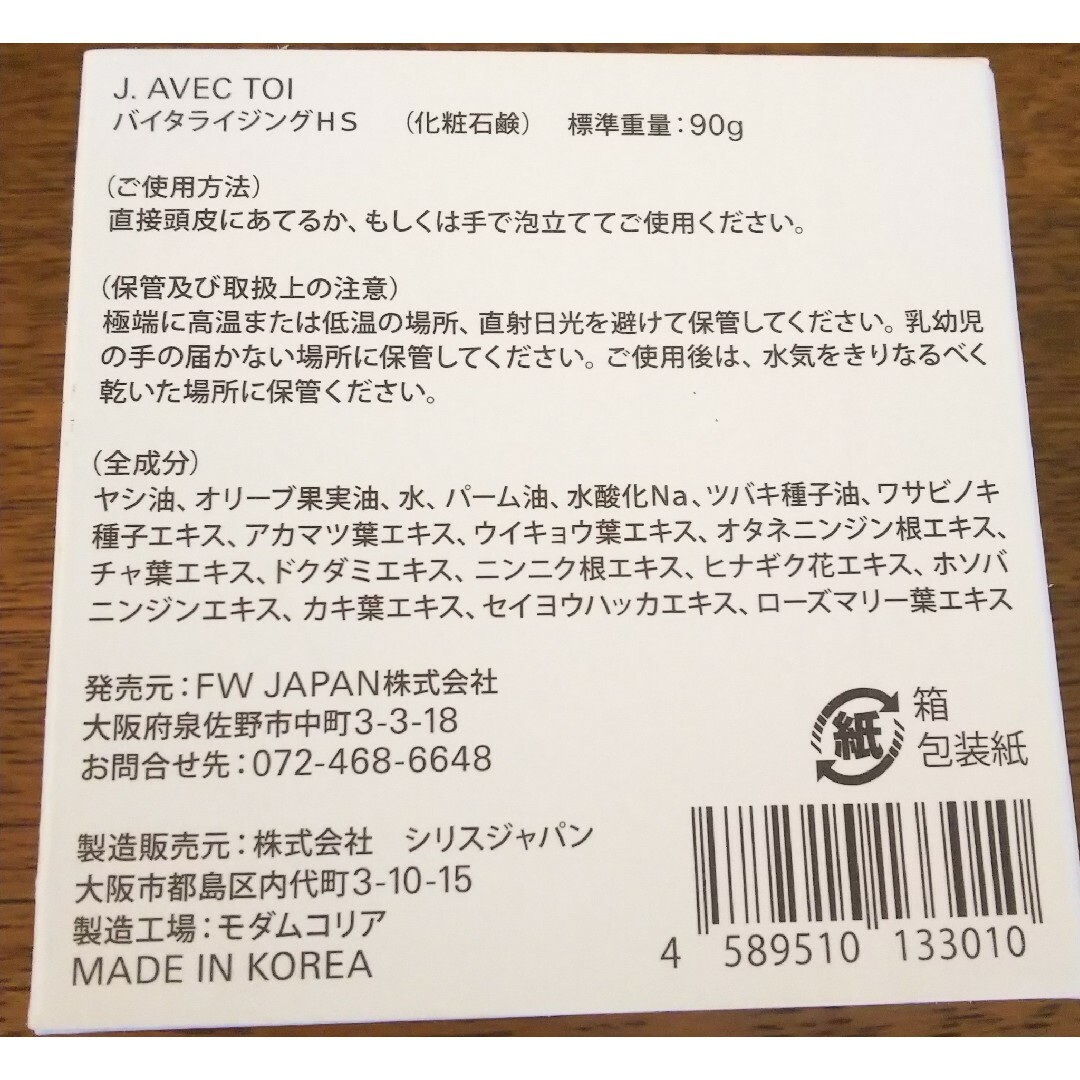 J. AVEC TOI
バイタライジングHS （化粧石鹸） 標準重量：90g
（ご使用方法）
直接頭皮にあてるか、もしくは手で泡立ててご使用ください。
（保管及び取扱上の注意）
極端に高温または低温の場所、直射日光を避けて保管してください。乳幼児
の手の届かない場所に保管してください。ご使用後は、水気をきりなるべく
乾いた場所に保管ください。
（全成分）
ヤシ油、オリーブ果実油、水、パーム油、水酸化Na、ツバキ種子油、ワサビノキ
種子エキス、アカマツ葉エキス、ウイキョウ葉エキス、オタネニンジン根エキス、
チャ葉エキス、ドクダミエキス、ニンニク根エキス、ヒナギク花エキス、ホソバ
ニンジンエキス、カキ葉エキス、セイヨウハッカエキス、ローズマリー葉エキス
発売元：FW JAPAN株式会社
大阪府泉佐野市中町3-3-18
お問合せ先：072-468-6648
紙
箱
包装紙
製造販売元：株式会社 シリスジャパン
大阪市都島区内代町3-10-15
製造工場：モダムコリア
MADE IN KOREA
4 589510 133010